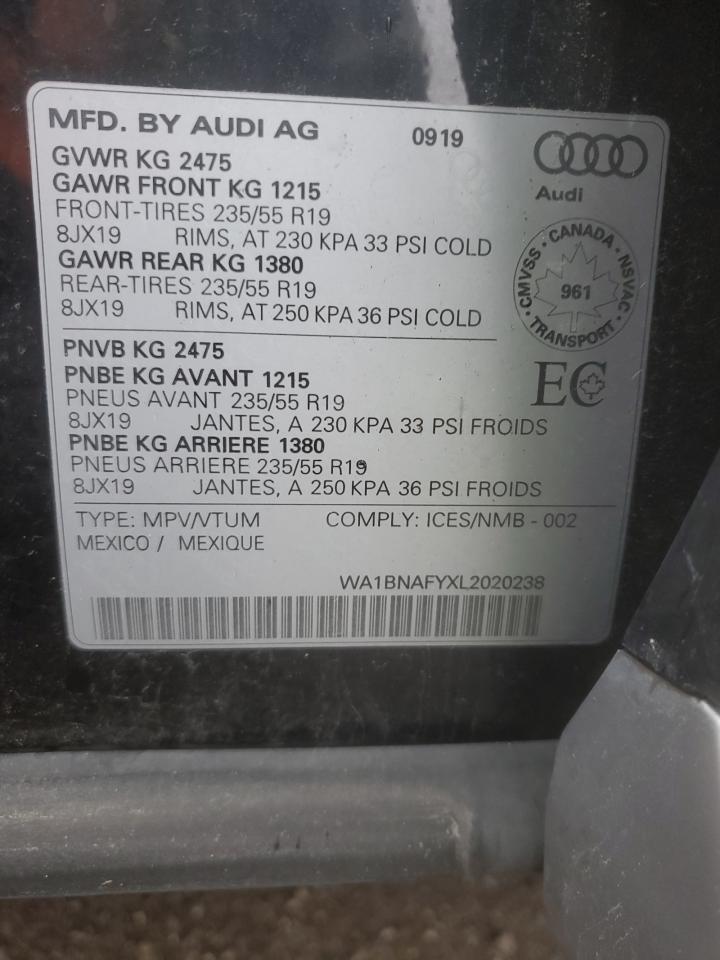 MFD. BY AUDI AG 0919
Audi
GVWR KG 2475
GAWR FRONT KG 1215
FRONT-TIRES 235/55 R19
8JX19 RIMS, AT 230 KPA 33 PSI COLD
GAWR REAR KG 1380
REAR-TIRES 235/55 R19
8JX19 RIMS, AT 250 KPA 36 PSI COLD
CANADA · NSVAC · TRANSPORT · CMVSS ·
961
PNVB KG 2475
PNBE KG AVANT 1215
PNEUS AVANT 235/55 R19
8JX19 JANTES, A 230 KPA 33 PSI FROIDS
PNBE KG ARRIERE 1380
PNEUS ARRIERE 235/55 R19
8JX19 JANTES, A 250 KPA 36 PSI FROIDS
EC
TYPE: MPV/VTUM COMPLY: ICES/NMB - 002
MEXICO / MEXIQUE
WA1BNAFYXL2020238